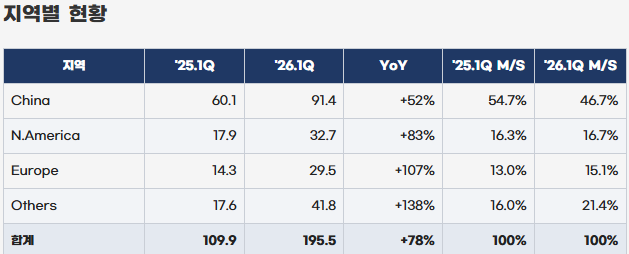 지역별 현황
지역 '25.1Q '26.1Q YoY '25.1Q M/S '26.1Q M/S
China 60.1 91.4 +52% 54.7% 46.7%
N.America 17.9 32.7 +83% 16.3% 16.7%
Europe 14.3 29.5 +107% 13.0% 15.1%
Others 17.6 41.8 +138% 16.0% 21.4%
합계 109.9 195.5 +78% 100% 100%